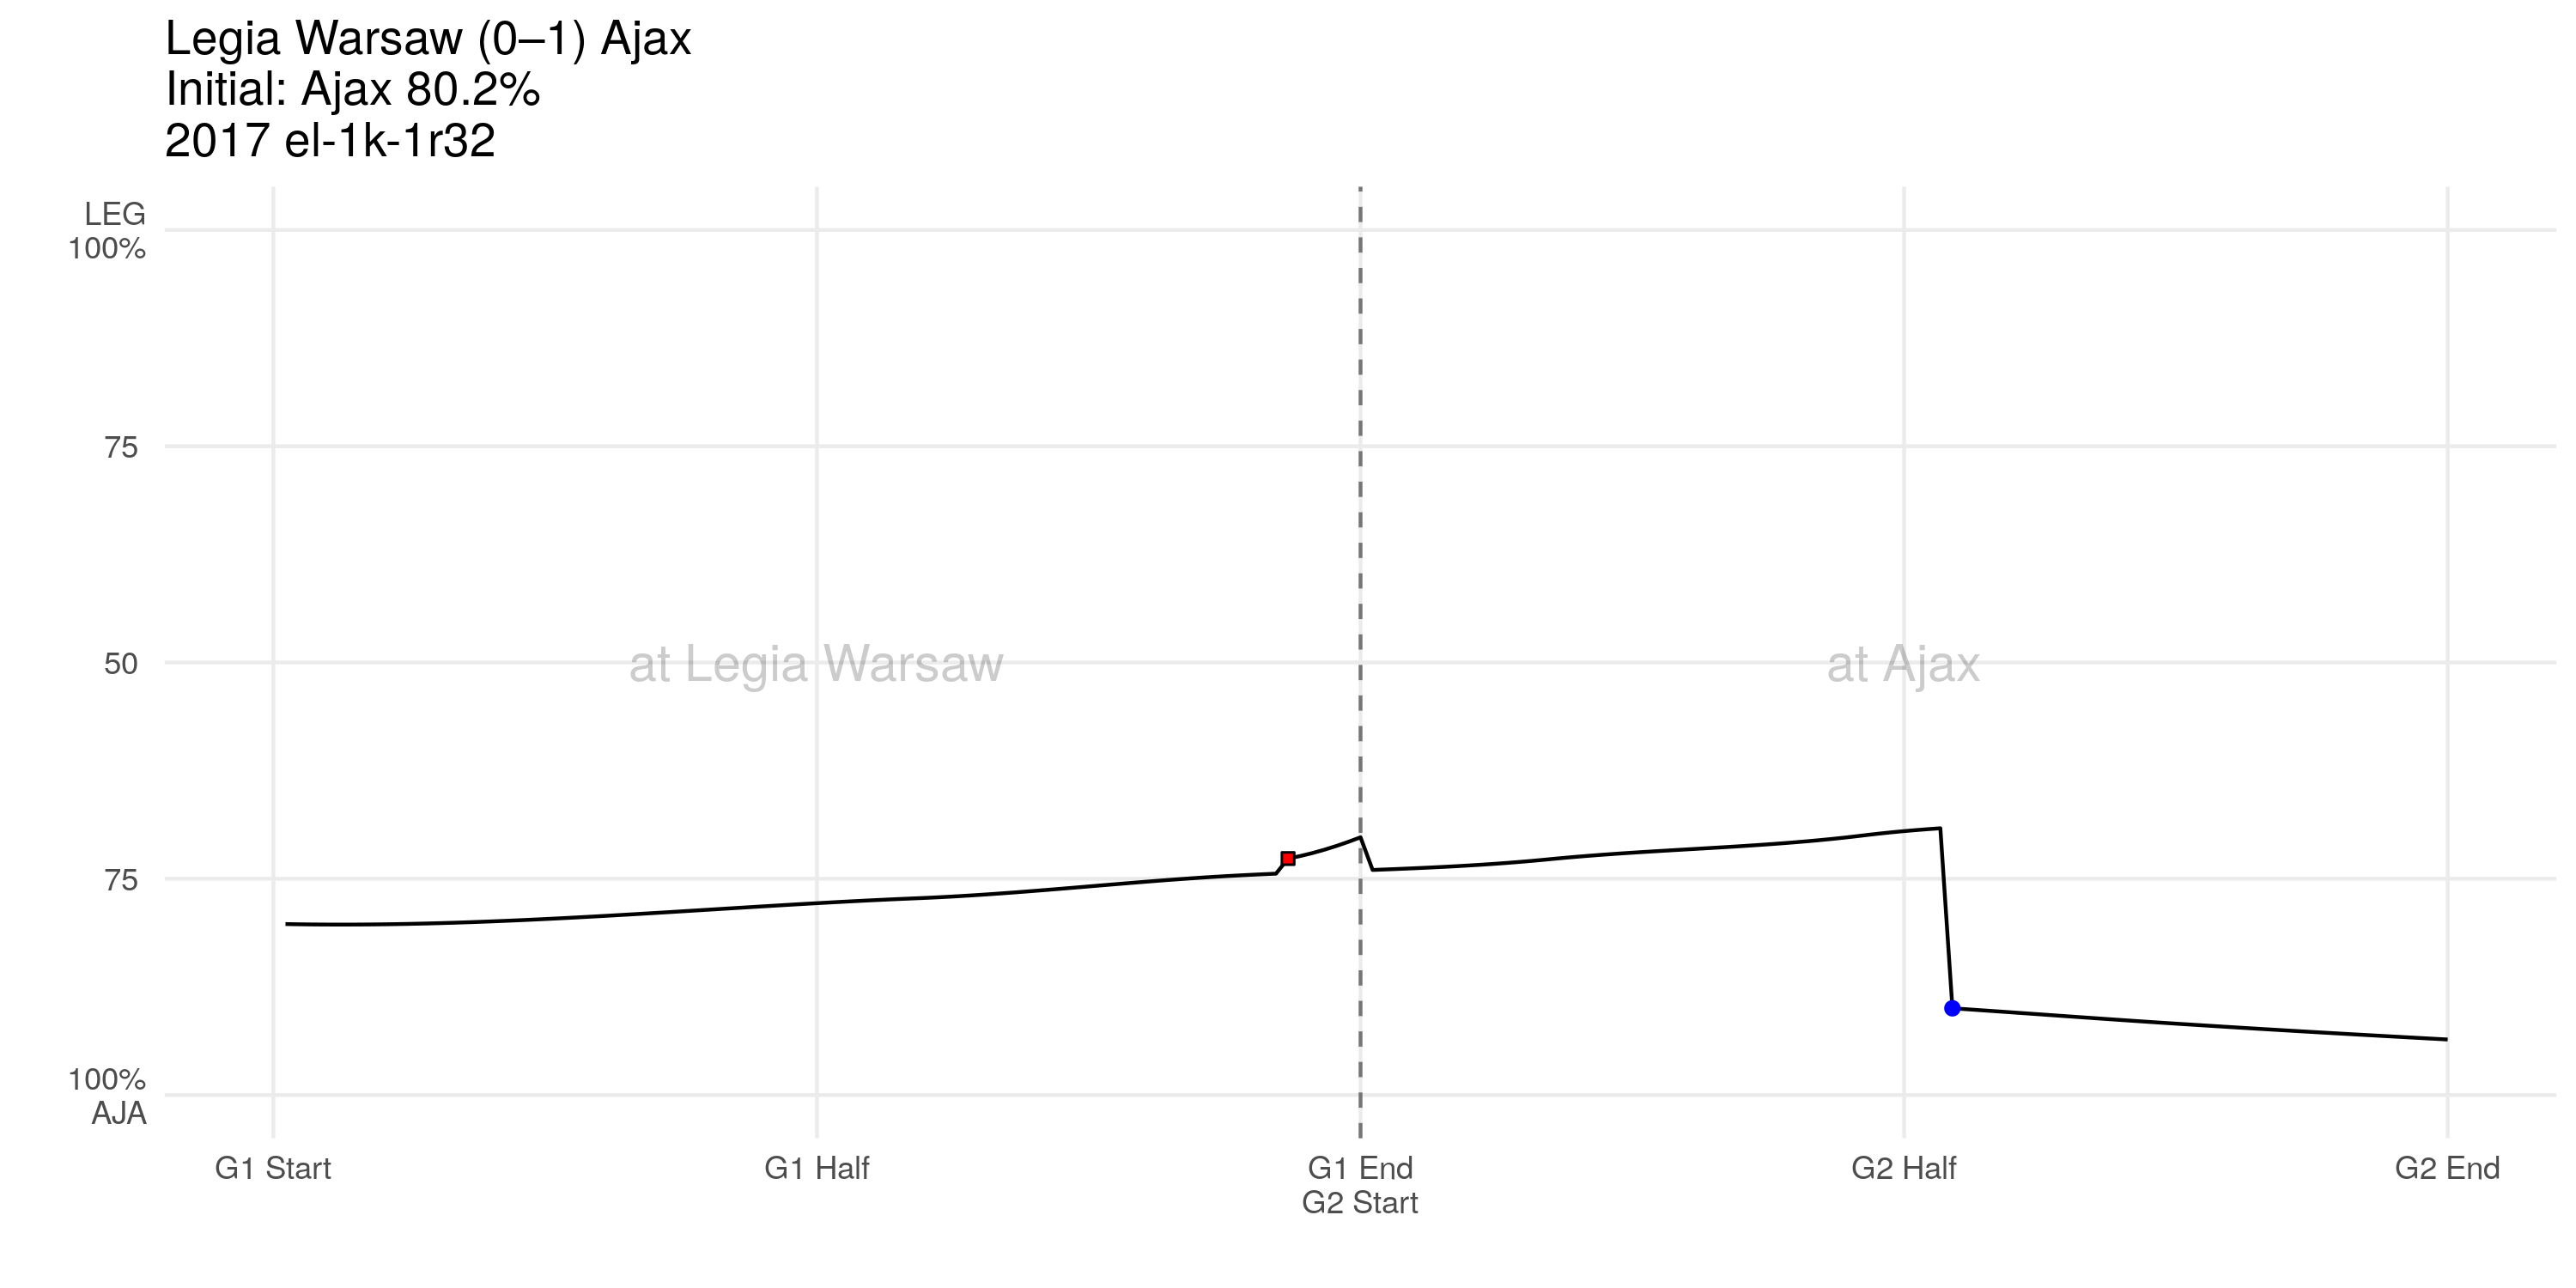 Legia Warsaw (0–1) Ajax
Initial: Ajax 80.2%
2017 el-1k-1r32
LEG
100%
75
50
75
100%
AJA
at Legia Warsaw
at Ajax
G1 Start
G1 Half
G1 End
G2 Start
G2 Half
G2 End